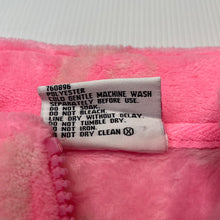 760896
POLYESTER
COLD GENTLE MACHINE WASH
SEPARATELY BEFORE USE.
DO NOT SOAK.
DO NOT BLEACH.
LINE DRY WITHOUT DELAY.
DO NOT TUMBLE DRY.
DO NOT IRON.
DO NOT DRY CLEAN